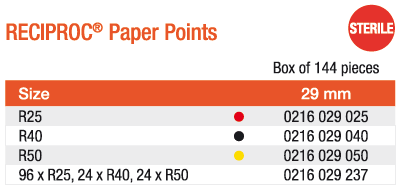 RECIPROC® Paper Points
STERILE
Box of 144 pieces
Size 29 mm
R25 0216 029 025
R40 0216 029 040
R50 0216 029 050
96 x R25, 24 x R40, 24 x R50 0216 029 237